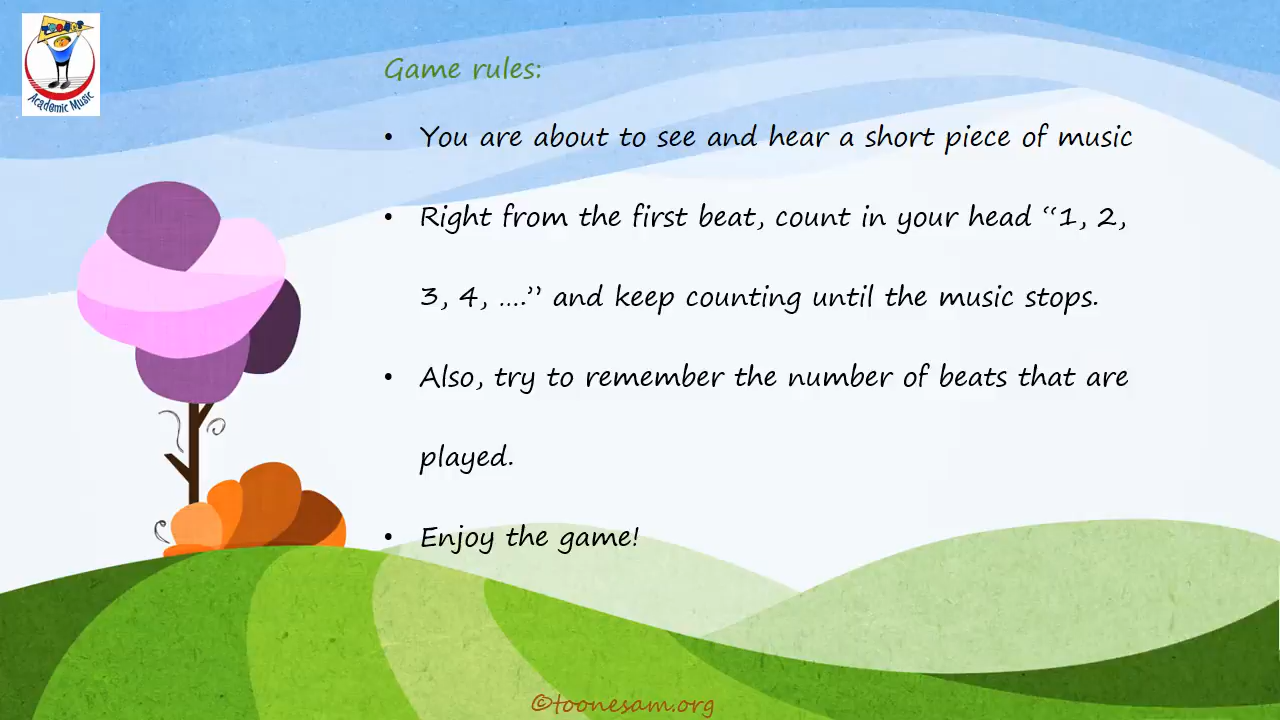 Academic Music
Game rules:
• You are about to see and hear a short piece of music
• Right from the first beat, count in your head “1, 2,
3, 4, ....” and keep counting until the music stops.
• Also, try to remember the number of beats that are
played.
• Enjoy the game!
©toonesam.org